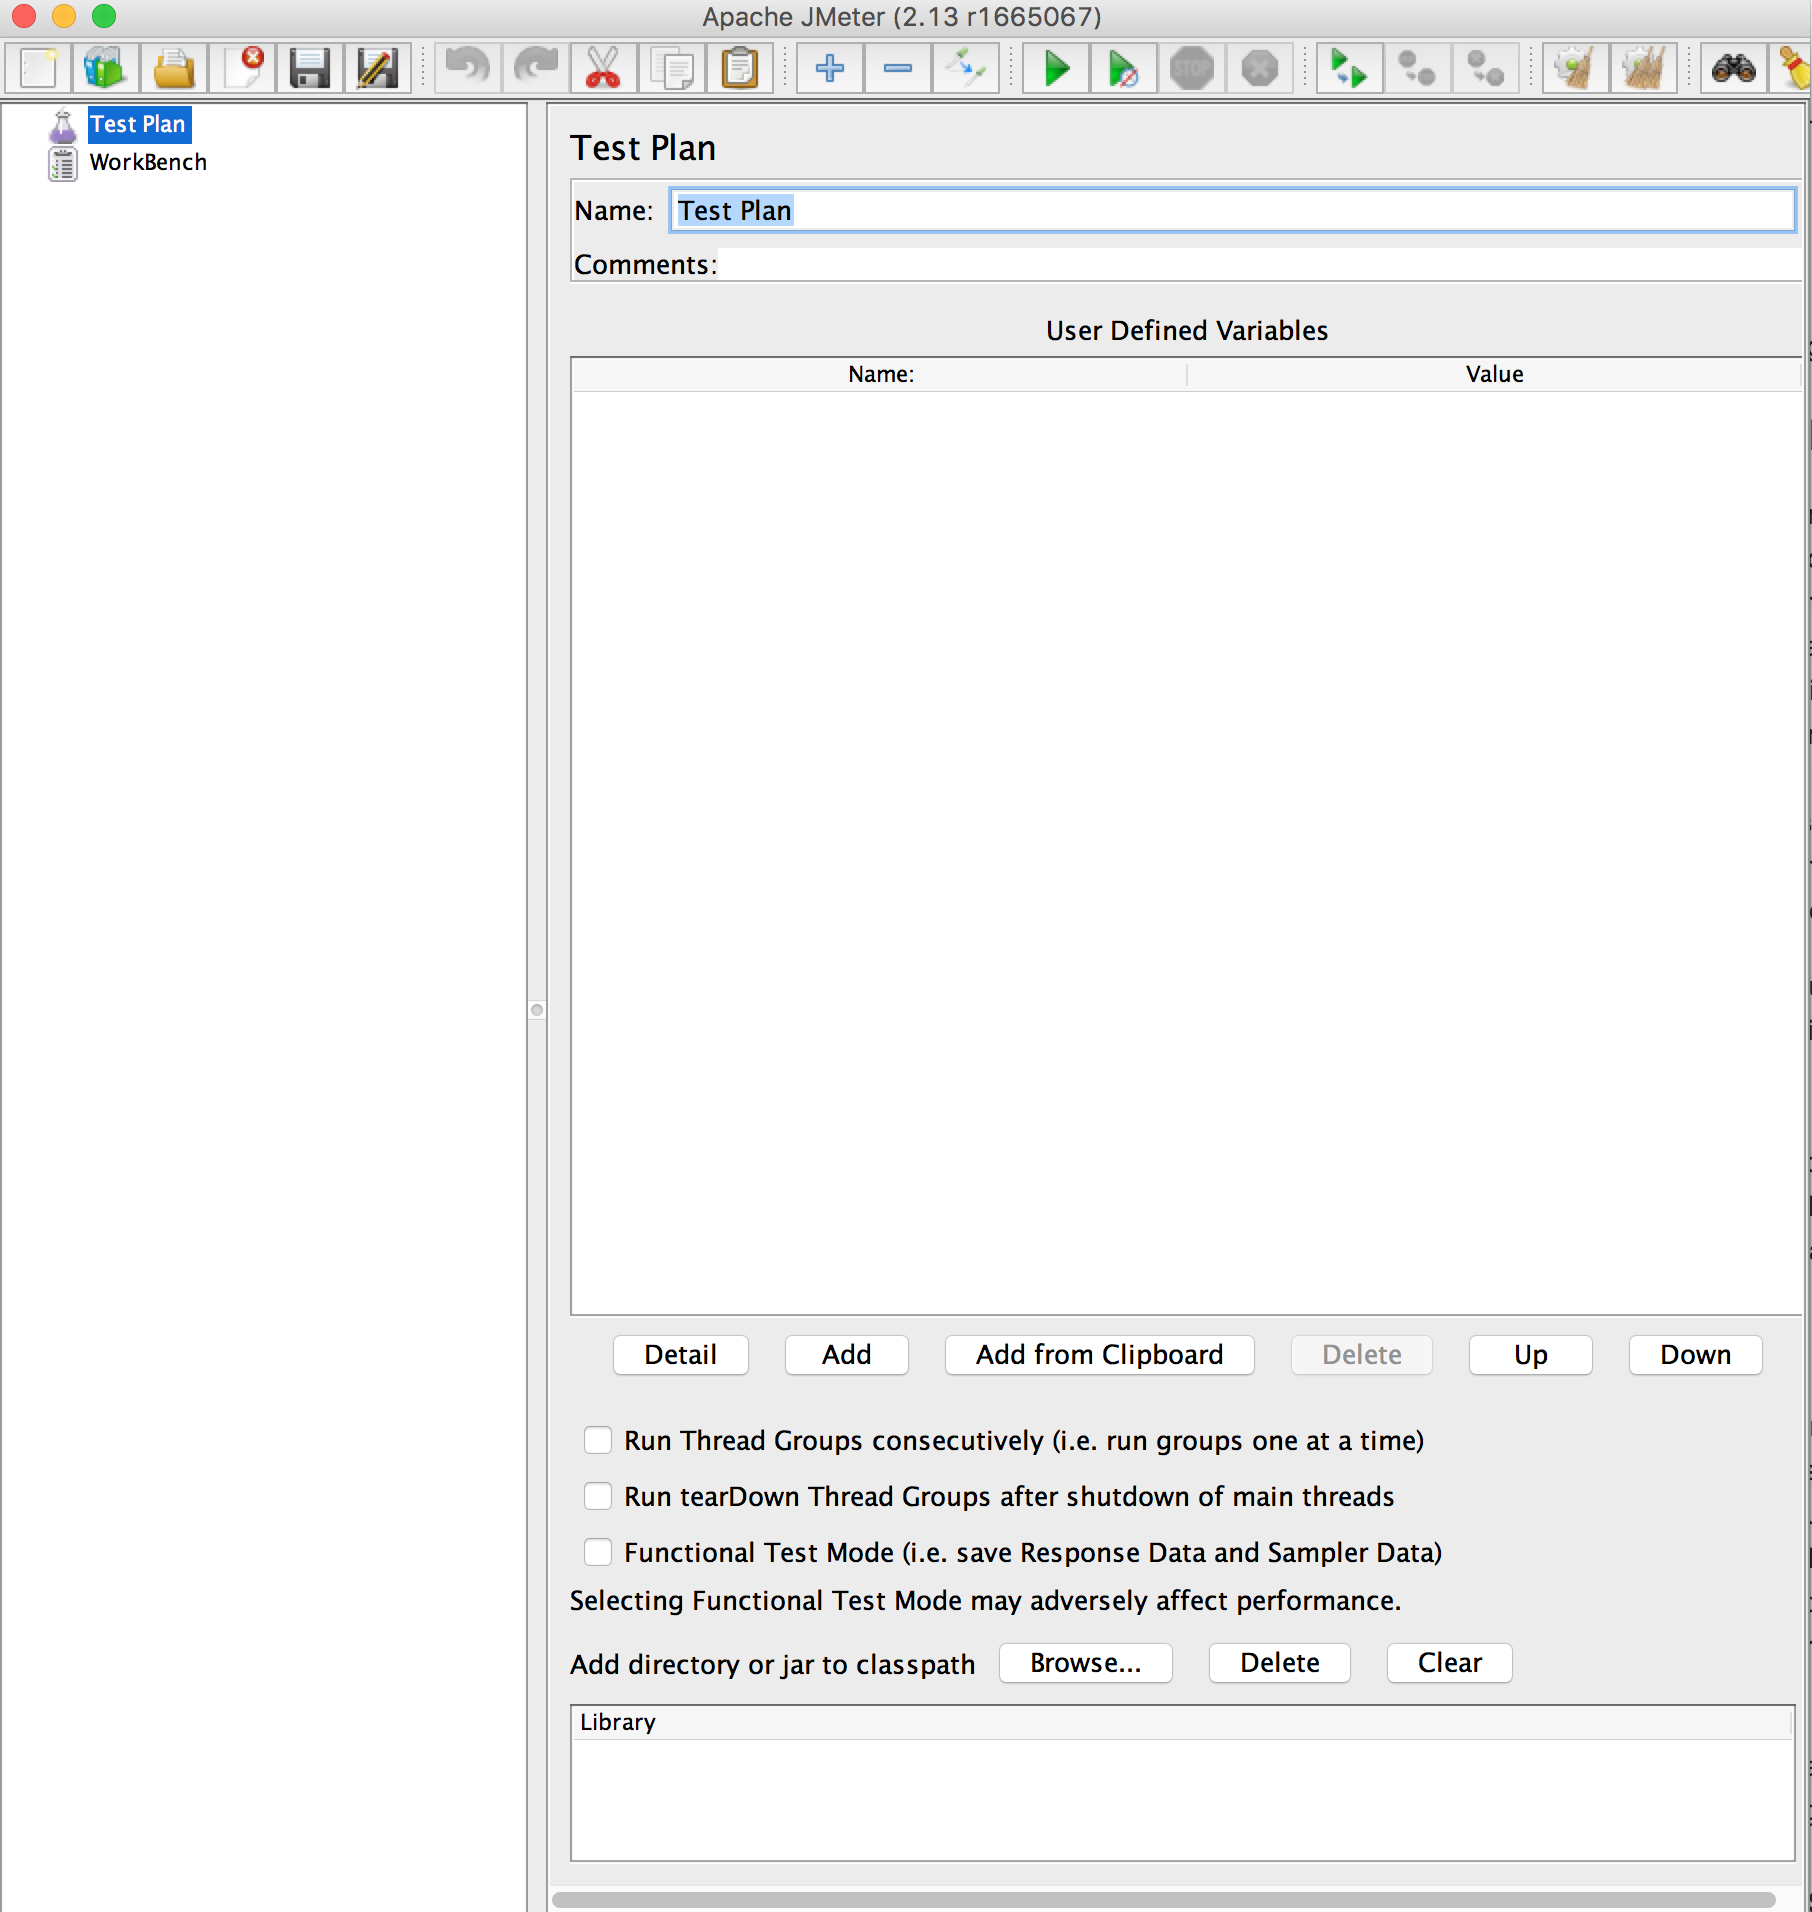 Apache JMeter (2.13 r1665067)
STOP
Test Plan
WorkBench
Test Plan
Name: Test Plan
Comments:
User Defined Variables
Name: Value
Detail Add Add from Clipboard Delete Up Down
Run Thread Groups consecutively (i.e. run groups one at a time)
Run tearDown Thread Groups after shutdown of main threads
Functional Test Mode (i.e. save Response Data and Sampler Data)
Selecting Functional Test Mode may adversely affect performance.
Add directory or jar to classpath Browse... Delete Clear
Library